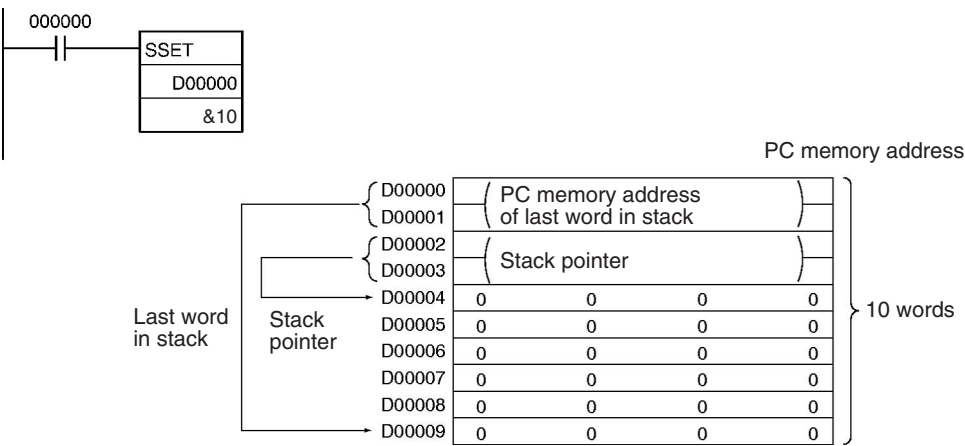 000000
SSET
D00000
&10
PC memory address
D00000
D00001
PC memory address
of last word in stack
D00002
D00003
Stack pointer
D00004 0 0 0 0
D00005 0 0 0 0
D00006 0 0 0 0
D00007 0 0 0 0
D00008 0 0 0 0
D00009 0 0 0 0
Last word
in stack
Stack
pointer
10 words